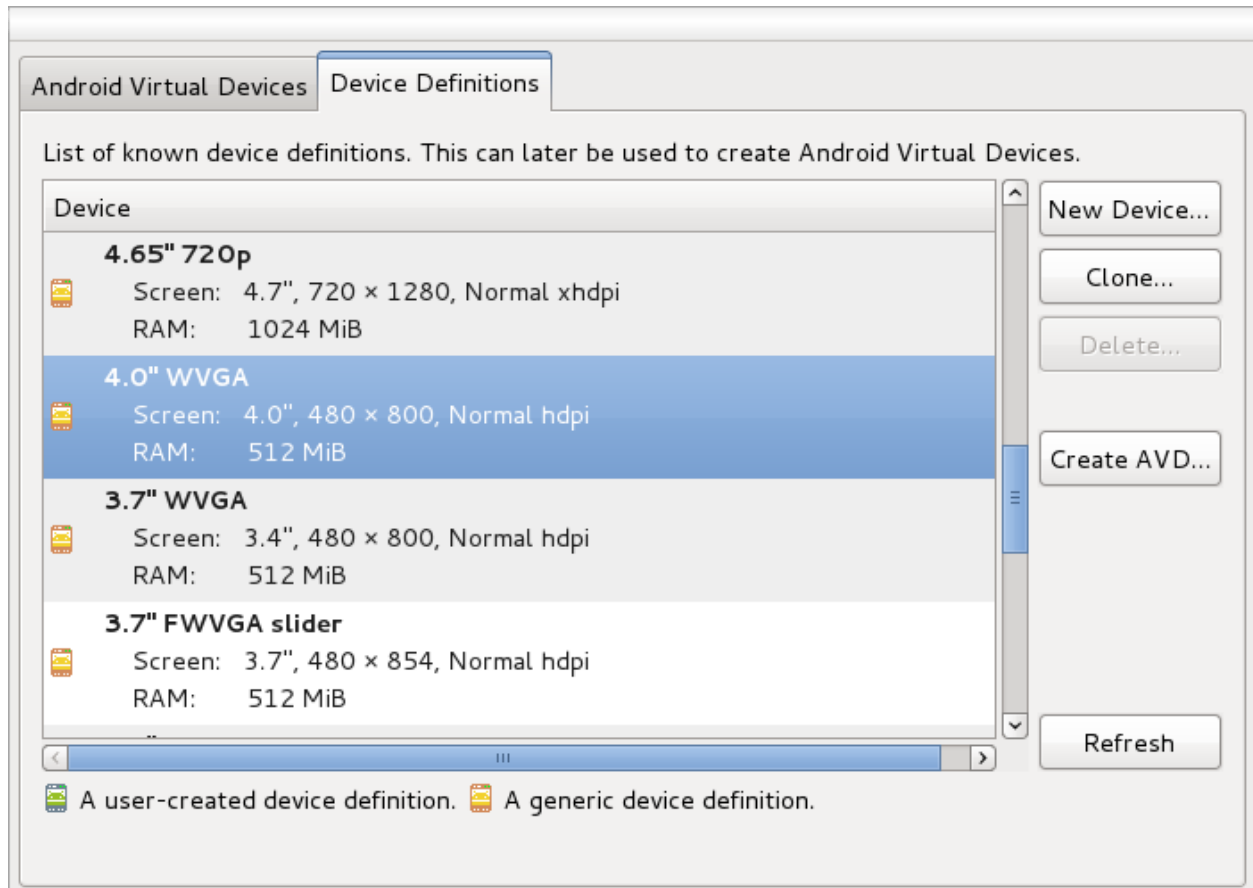 Android Virtual Devices Device Definitions
List of known device definitions. This can later be used to create Android Virtual Devices.
Device
New Device...
4.65" 720p
Screen: 4.7", 720 × 1280, Normal xhdpi
RAM: 1024 MiB
Clone...
Delete...
4.0" WVGA
Screen: 4.0", 480 × 800, Normal hdpi
RAM: 512 MiB
Create AVD...
3.7" WVGA
Screen: 3.4", 480 × 800, Normal hdpi
RAM: 512 MiB
3.7" FWVGA slider
Screen: 3.7", 480 × 854, Normal hdpi
RAM: 512 MiB
Refresh
A user-created device definition. A generic device definition.